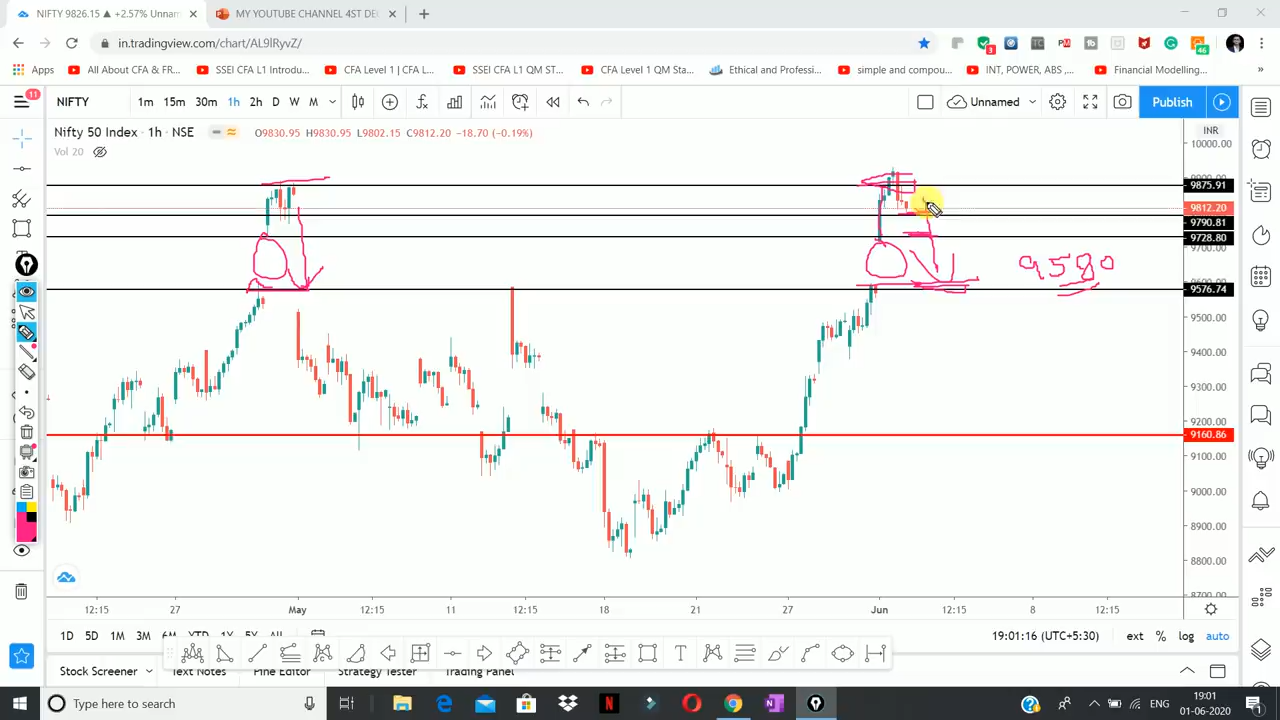 NIFTY 9826.15 ▲ +2.57% Unnam
MY YOUTUBE CHANNEL 4ST DE
in.tradingview.com/chart/AL9lRyvZ/
3
46
Apps
All About CFA & FR...
SSEI CFA L1 Introdu...
CFA Level 1 | CFA L...
SSEI CFA L1 QM ST...
CFA Level 1 QM Sta...
Ethical and Professi...
simple and compou...
INT, POWER, ABS ,...
Financial Modelling...
11
NIFTY
1m 15m 30m 1h 2h D W M
Unnamed
Publish
Nifty 50 Index · 1h · NSE
O9830.95 H9830.95 L9802.15 C9812.20 −18.70 (−0.19%)
Vol 20
INR
10000.00
9875.91
9812.20
9790.81
9728.80
9700.00
9580
9576.74
9500.00
9400.00
9300.00
9200.00
9160.86
9100.00
9000.00
8900.00
8800.00
8700.00
12:15 27 May 12:15 11 12:15 18 21 27 Jun 12:15 8 12:15
1D 5D 1M 3M 6M YTD 1Y 5Y All
19:01:16 (UTC+5:30)
ext % log auto
Stock Screener
Text Notes
Pine Editor
Strategy Tester
Trading Panel
Type here to search
ENG
19:01
01-06-2020